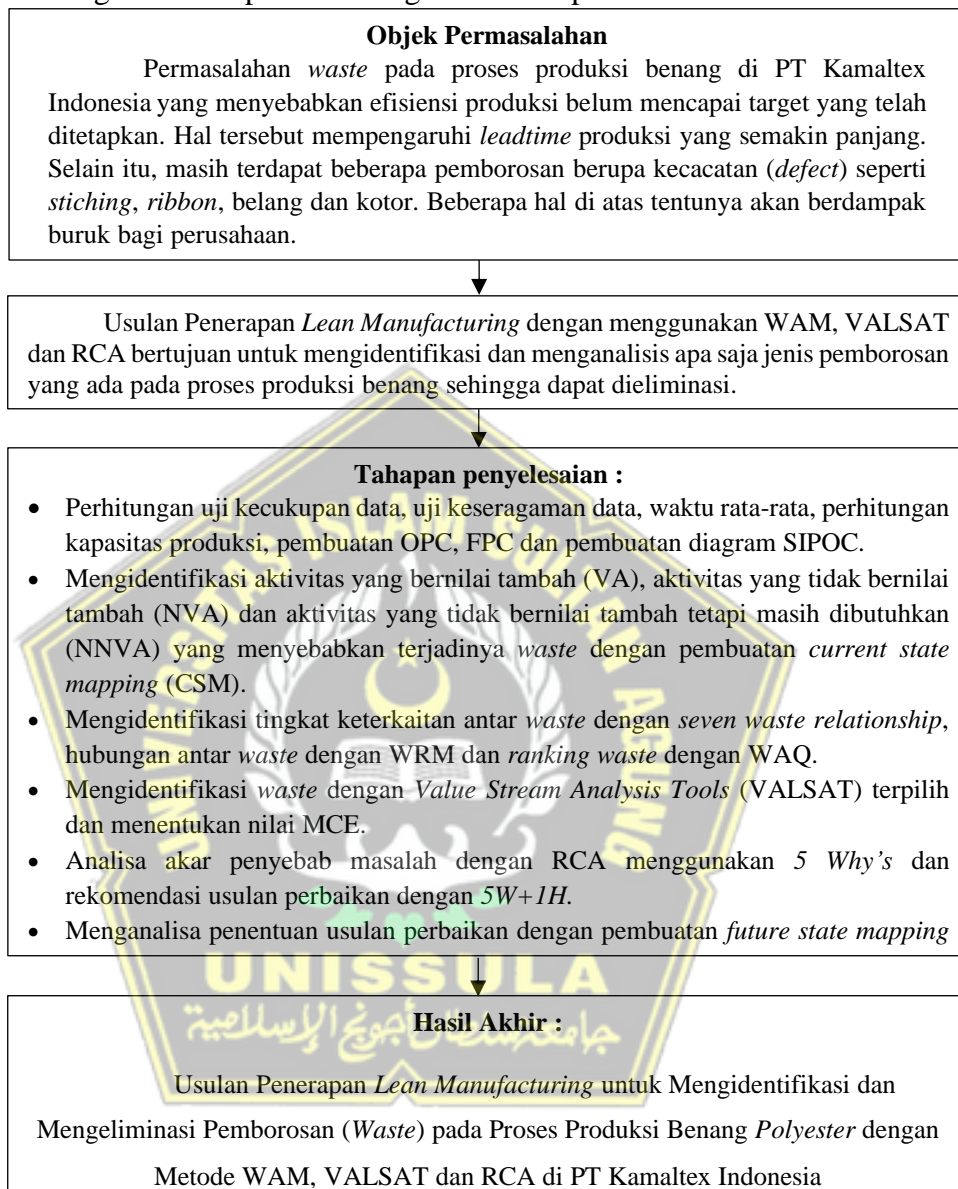 Objek Permasalahan
Permasalahan waste pada proses produksi benang di PT Kamaltex
Indonesia yang menyebabkan efisiensi produksi belum mencapai target yang telah
ditetapkan. Hal tersebut mempengaruhi leadtime produksi yang semakin panjang.
Selain itu, masih terdapat beberapa pemborosan berupa kecacatan (defect) seperti
stiching, ribbon, belang dan kotor. Beberapa hal di atas tentunya akan berdampak
buruk bagi perusahaan.
Usulan Penerapan Lean Manufacturing dengan menggunakan WAM, VALSAT
dan RCA bertujuan untuk mengidentifikasi dan menganalisis apa saja jenis pemborosan
yang ada pada proses produksi benang sehingga dapat dieliminasi.
Tahapan penyelesaian :
• Perhitungan uji kecukupan data, uji keseragaman data, waktu rata-rata, perhitungan
kapasitas produksi, pembuatan OPC, FPC dan pembuatan diagram SIPOC.
• Mengidentifikasi aktivitas yang bernilai tambah (VA), aktivitas yang tidak bernilai
tambah (NVA) dan aktivitas yang tidak bernilai tambah tetapi masih dibutuhkan
(NNVA) yang menyebabkan terjadinya waste dengan pembuatan current state
mapping (CSM).
• Mengidentifikasi tingkat keterkaitan antar waste dengan seven waste relationship,
hubungan antar waste dengan WRM dan ranking waste dengan WAQ.
• Mengidentifikasi waste dengan Value Stream Analysis Tools (VALSAT) terpilih
dan menentukan nilai MCE.
• Analisa akar penyebab masalah dengan RCA menggunakan 5 Why's dan
rekomendasi usulan perbaikan dengan 5W+1H.
• Menganalisa penentuan usulan perbaikan dengan pembuatan future state mapping
Hasil Akhir :
Usulan Penerapan Lean Manufacturing untuk Mengidentifikasi dan
Mengeliminasi Pemborosan (Waste) pada Proses Produksi Benang Polyester dengan
Metode WAM, VALSAT dan RCA di PT Kamaltex Indonesia
UNIVERSITAS ISLAM SULTAN AGUNG
UNISSULA
جامعة سلطان أجونج الإسلامية